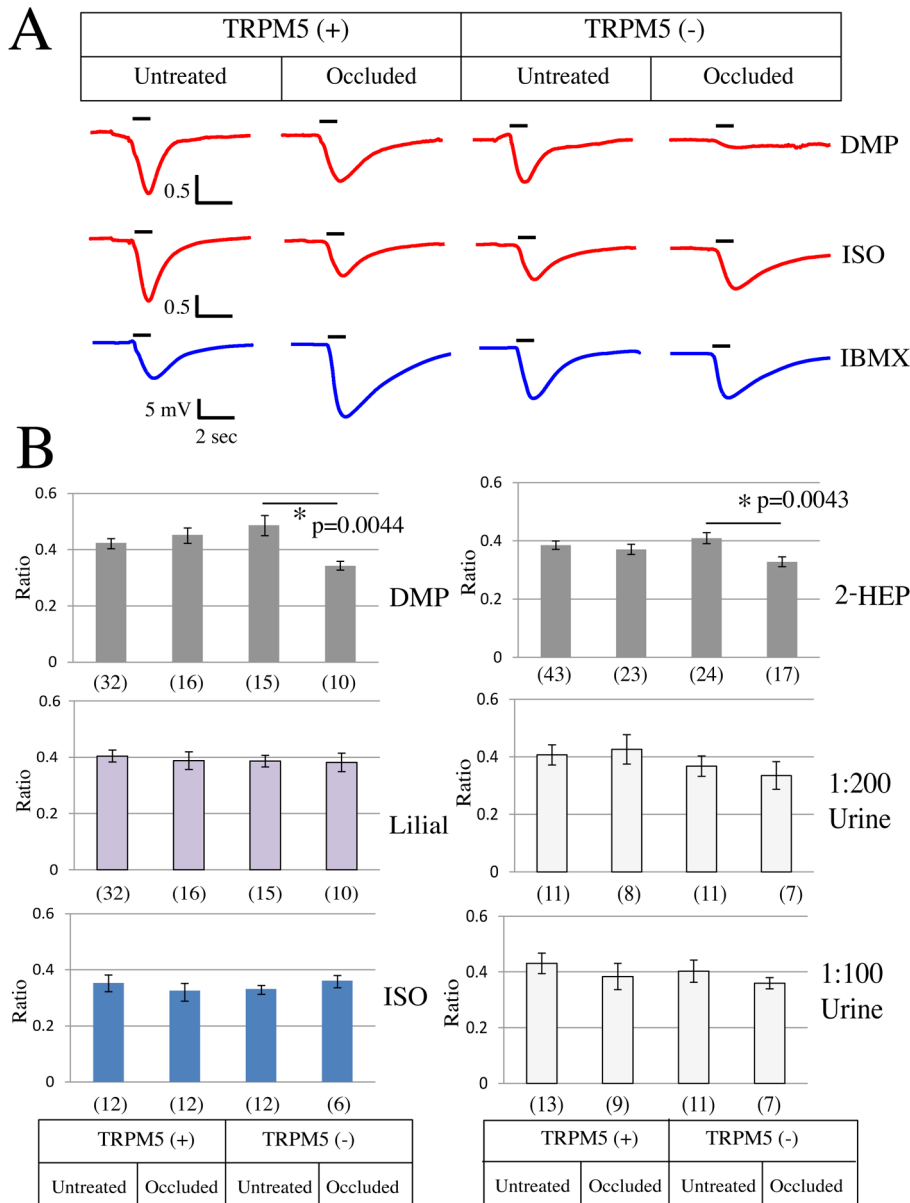 A
TRPM5 (+) TRPM5 (-)
Untreated Occluded Untreated Occluded
DMP
0.5
ISO
0.5
IBMX
5 mV
2 sec
B
0.6
0.4
0.2
0
Ratio
* p=0.0044
DMP
(32) (16) (15) (10)
0.6
0.4
0.2
0
Ratio
* p=0.0043
2-HEP
(43) (23) (24) (17)
0.6
0.4
0.2
0
Ratio
Lilial
(32) (16) (15) (10)
0.6
0.4
0.2
0
Ratio
1:200
Urine
(11) (8) (11) (7)
0.6
0.4
0.2
0
Ratio
ISO
(12) (12) (12) (6)
0.6
0.4
0.2
0
Ratio
1:100
Urine
(13) (9) (11) (7)
TRPM5 (+) TRPM5 (-)
Untreated Occluded Untreated Occluded
TRPM5 (+) TRPM5 (-)
Untreated Occluded Untreated Occluded